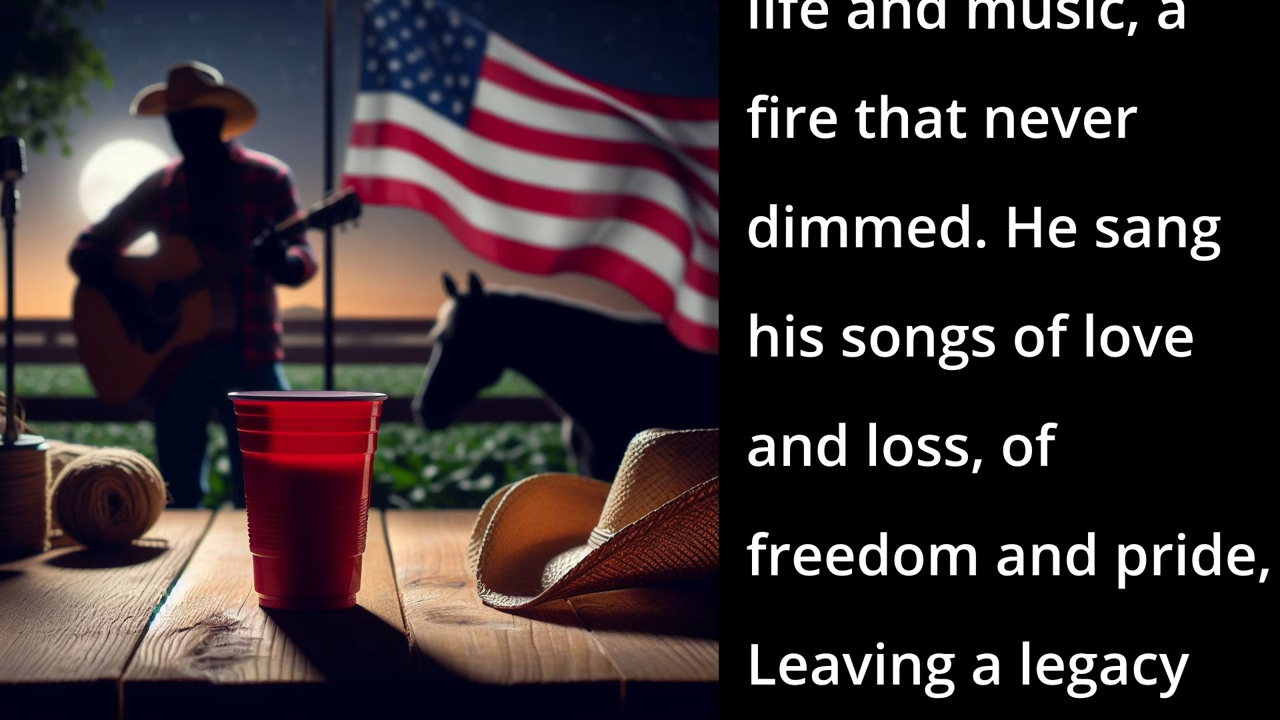 life and music, a
fire that never
dimmed. He sang
his songs of love
and loss, of
freedom and pride,
Leaving a legacy